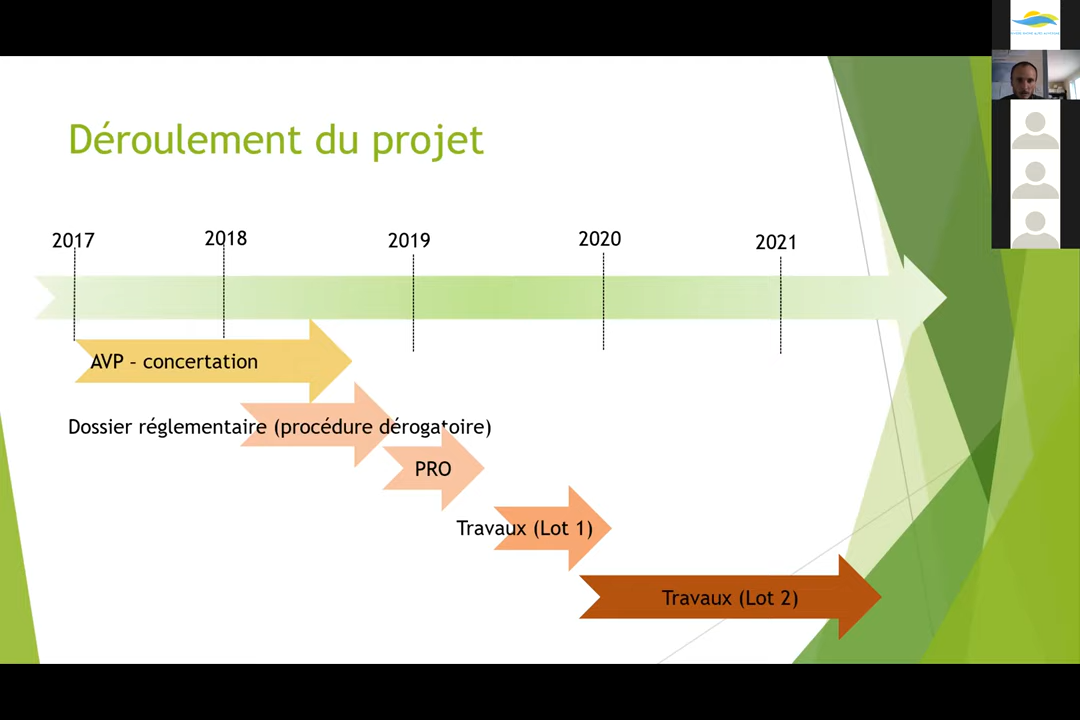 Déroulement du projet
2017
2018
2019
2020
2021
AVP – concertation
Dossier réglementaire (procédure dérogatoire)
PRO
Travaux (Lot 1)
Travaux (Lot 2)